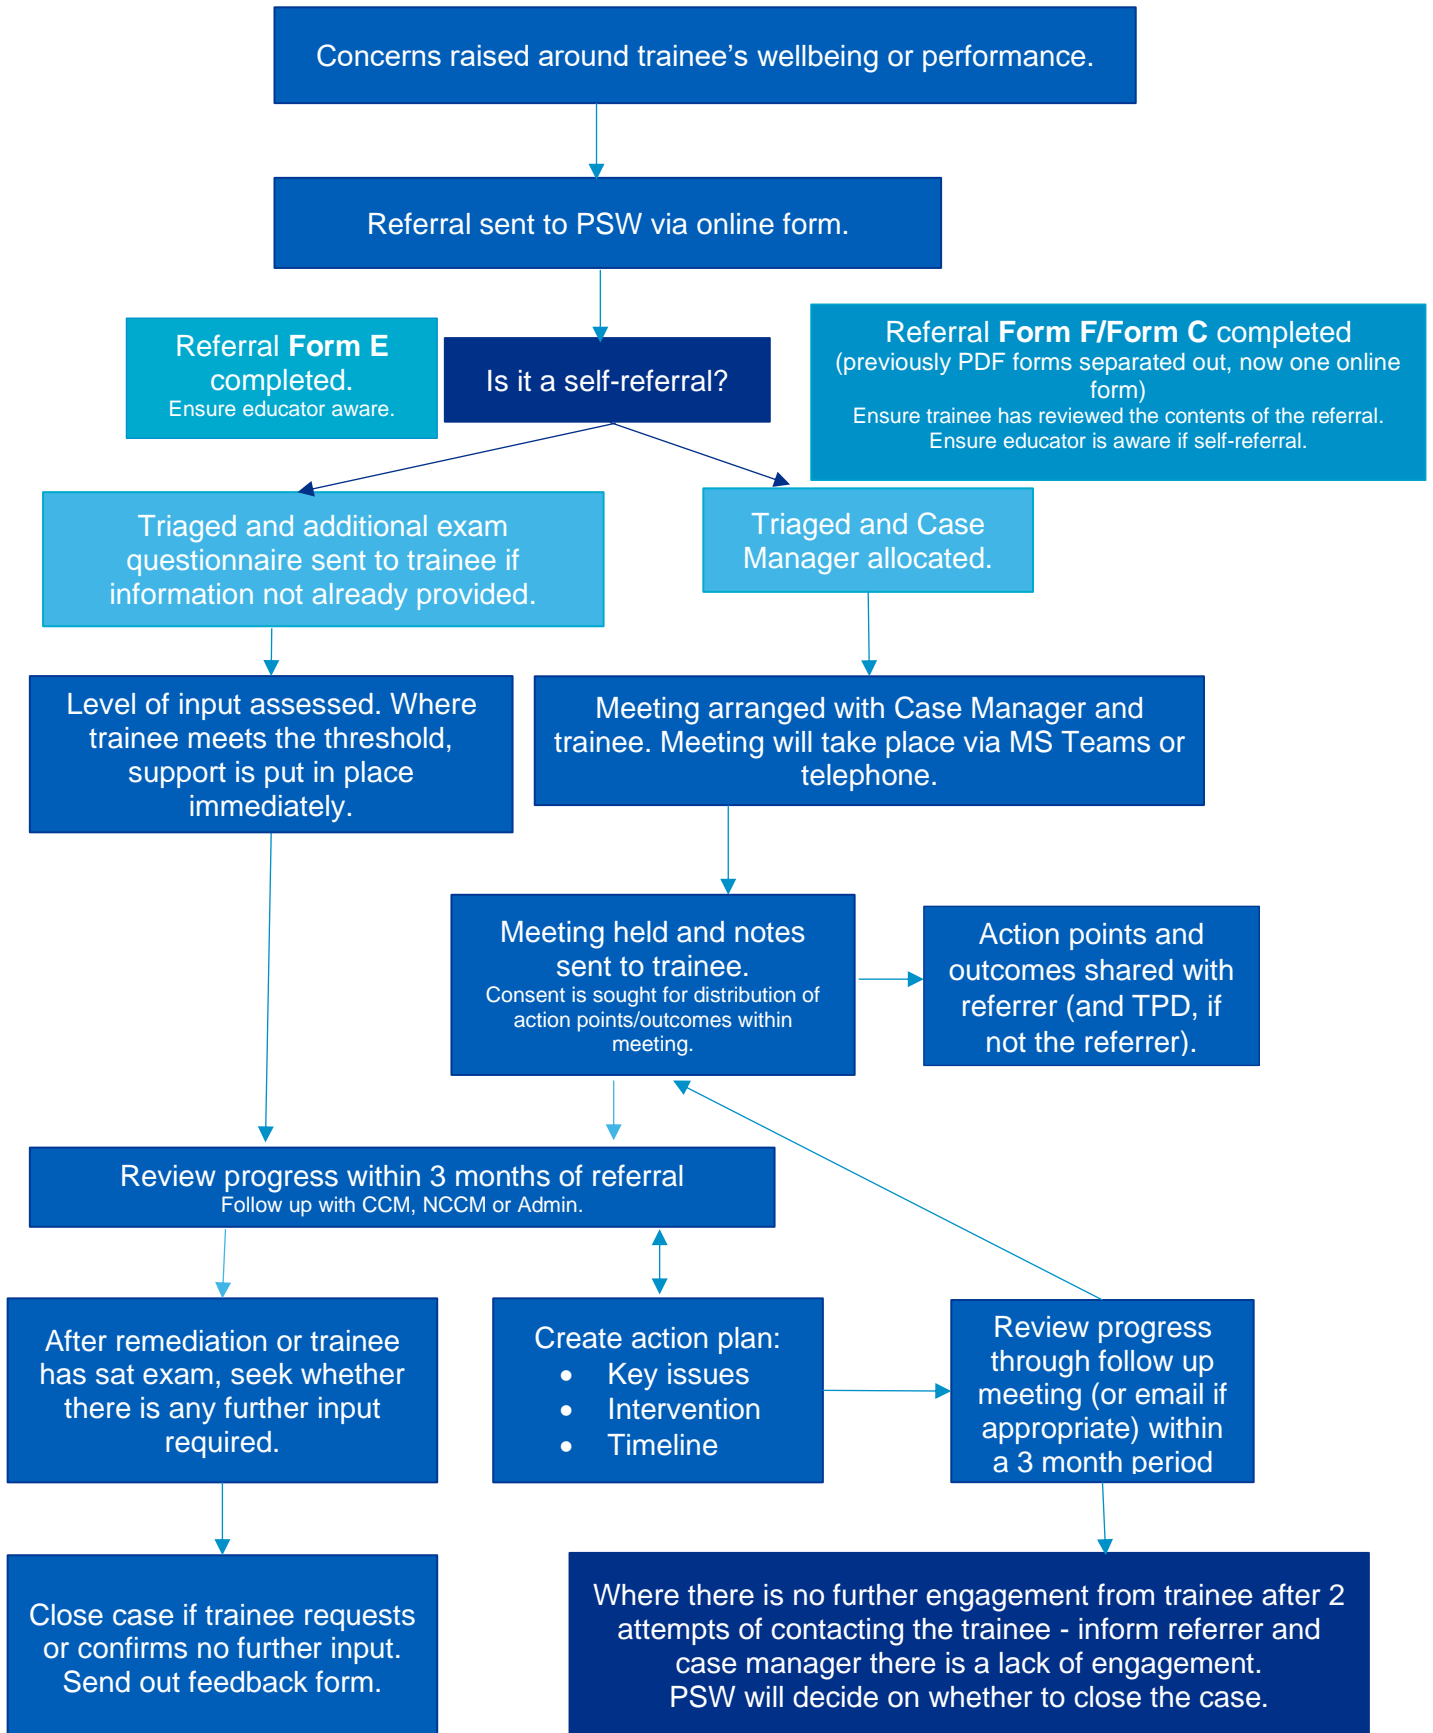 Concerns raised around trainee's wellbeing or performance.
Referral sent to PSW via online form.
Referral Form E
completed.
Ensure educator aware.
Is it a self-referral?
Referral Form F/Form C completed
(previously PDF forms separated out, now one online
form)
Ensure trainee has reviewed the contents of the referral.
Ensure educator is aware if self-referral.
Triaged and additional exam
questionnaire sent to trainee if
information not already provided.
Triaged and Case
Manager allocated.
Level of input assessed. Where
trainee meets the threshold,
support is put in place
immediately.
Meeting arranged with Case Manager and
trainee. Meeting will take place via MS Teams or
telephone.
Meeting held and notes
sent to trainee.
Consent is sought for distribution of
action points/outcomes within
meeting.
Action points and
outcomes shared with
referrer (and TPD, if
not the referrer).
Review progress within 3 months of referral
Follow up with CCM, NCCM or Admin.
After remediation or trainee
has sat exam, seek whether
there is any further input
required.
Create action plan:
• Key issues
• Intervention
• Timeline
Review progress
through follow up
meeting (or email if
appropriate) within
a 3 month period
Close case if trainee requests
or confirms no further input.
Send out feedback form.
Where there is no further engagement from trainee after 2
attempts of contacting the trainee - inform referrer and
case manager there is a lack of engagement.
PSW will decide on whether to close the case.